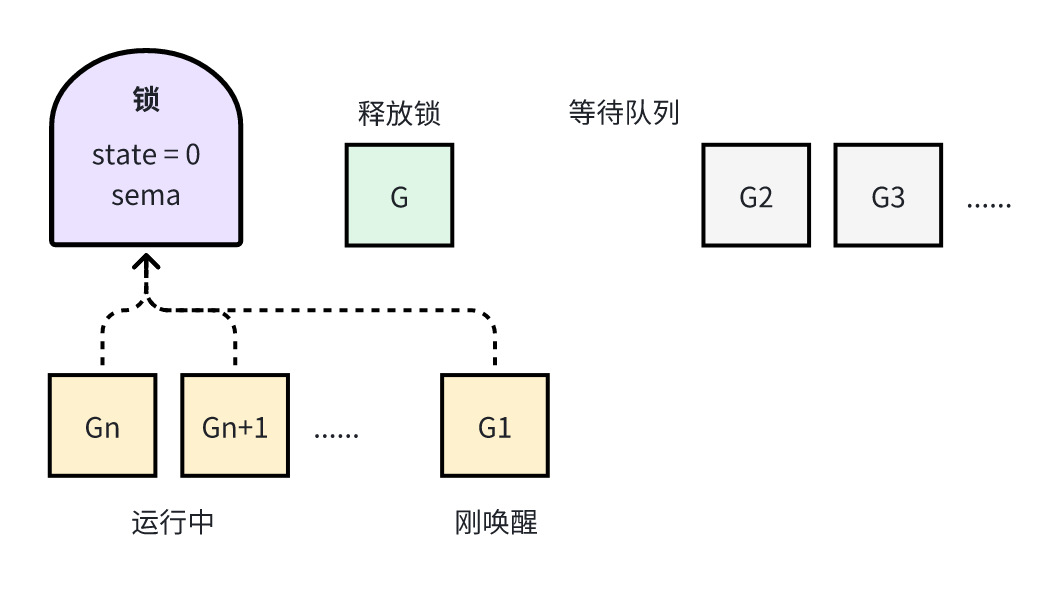 锁
state = 0
sema
释放锁
G
等待队列
G2
G3
......
Gn
Gn+1
......
G1
运行中
刚唤醒